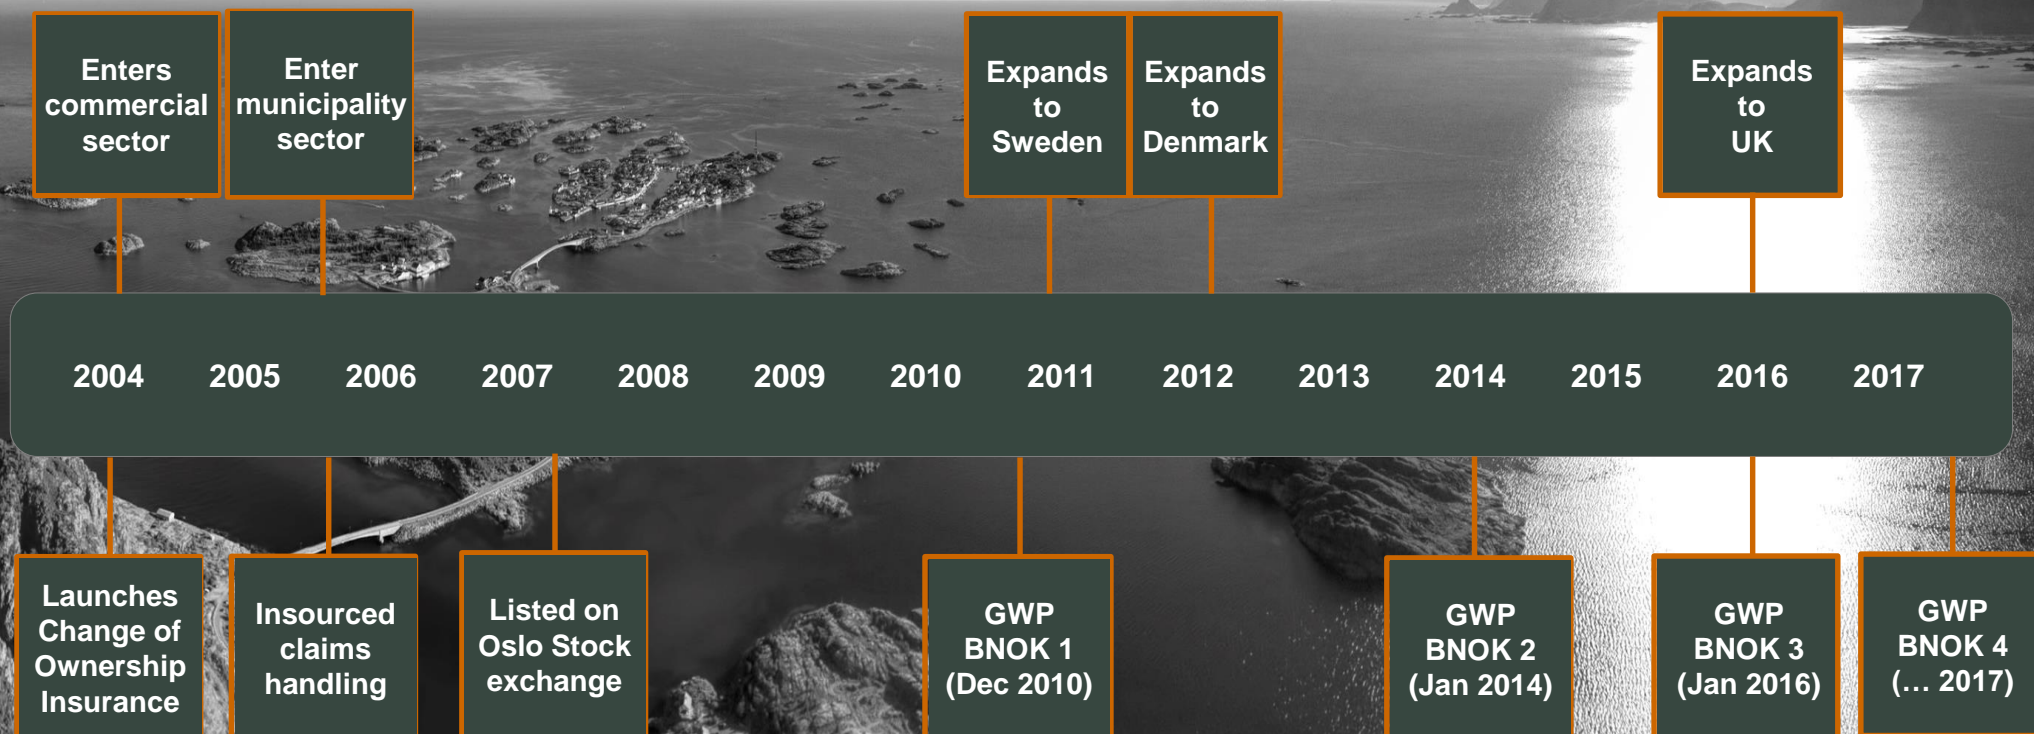 Enters
commercial
sector
Enter
municipality
sector
Expands
to
Sweden
Expands
to
Denmark
Expands
to
UK
2004 2005 2006 2007 2008 2009 2010 2011 2012 2013 2014 2015 2016 2017
Launches
Change of
Ownership
Insurance
Insourced
claims
handling
Listed on
Oslo Stock
exchange
GWP
BNOK 1
(Dec 2010)
GWP
BNOK 2
(Jan 2014)
GWP
BNOK 3
(Jan 2016)
GWP
BNOK 4
(… 2017)